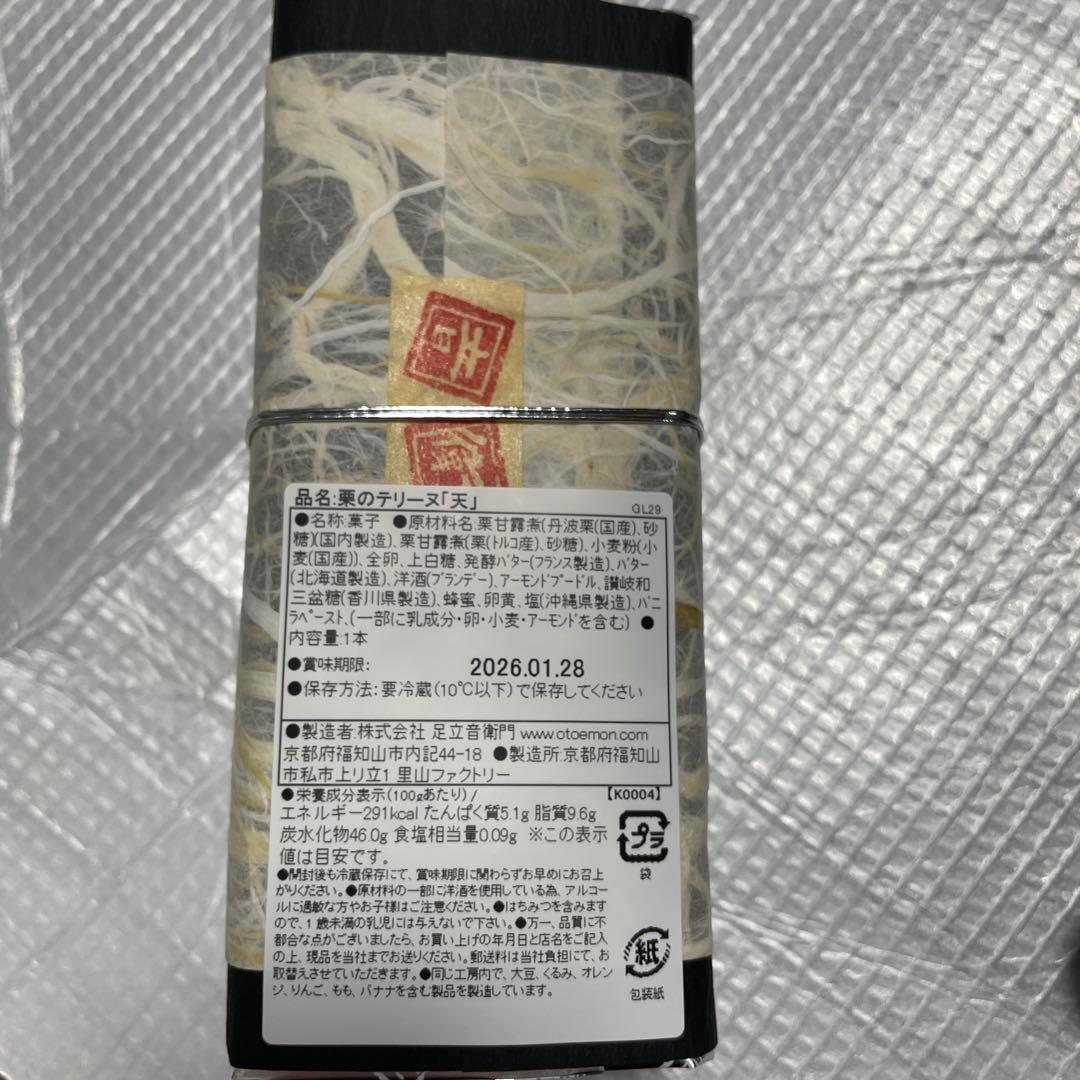 品名:栗のテリーヌ「天」
GL29
●名称:菓子 ●原材料名:栗甘露煮(丹波栗(国産)、砂
糖)(国内製造)、栗甘露煮(栗(トルコ産)、砂糖)、小麦粉(小
麦(国産))、全卵、上白糖、発酵バター(フランス製造)、バター
(北海道製造)、洋酒(ブランデー)、アーモンドプードル、讃岐和
三盆糖(香川県製造)、蜂蜜、卵黄、塩(沖縄県製造)、バニ
ラペースト、(一部に乳成分・卵・小麦・アーモンドを含む) ●
内容量:1本
●賞味期限: 2026.01.28
●保存方法:要冷蔵(10℃以下)で保存してください
●製造者:株式会社 足立音衛門 www.otoemon.com
京都府福知山市内記44-18 ●製造所:京都府福知山
市私市上リ立1 里山ファクトリー
●栄養成分表示(100gあたり)/ 【K0004】
エネルギー291kcal たんぱく質5.1g 脂質9.6g
炭水化物46.0g 食塩相当量0.09g ※この表示
値は目安です。
プラ
袋
●開封後も冷蔵保存にて、賞味期限に関わらずお早めにお召上
がりください。●原材料の一部に洋酒を使用している為、アルコー
ルに過敏な方やお子様はご注意ください。●はちみつを含みます
ので、1歳未満の乳児には与えないで下さい。●万一、品質に不
都合な点がございましたら、お買い上げの年月日と店名をご記入
の上、現品を当社までお送りください。郵送料は当社負担にて、お
取替えさせていただきます。●同じ工房内で、大豆、くるみ、オレン
ジ、りんご、もも、バナナを含む製品を製造しています。
紙
包装紙